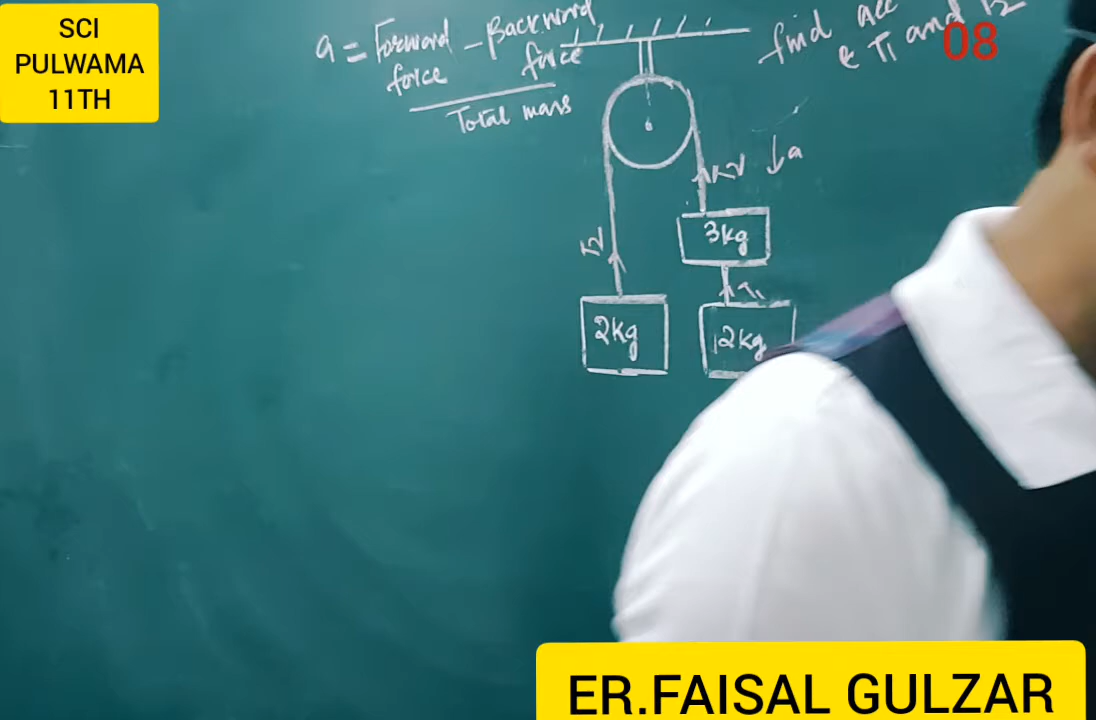 SCI
PULWAMA
11TH
a = Forward force - Backward force
Total mass
find Acc
& T1 and T2
08
T2
T2
↓a
3kg
T1
2kg
12kg
ER.FAISAL GULZAR